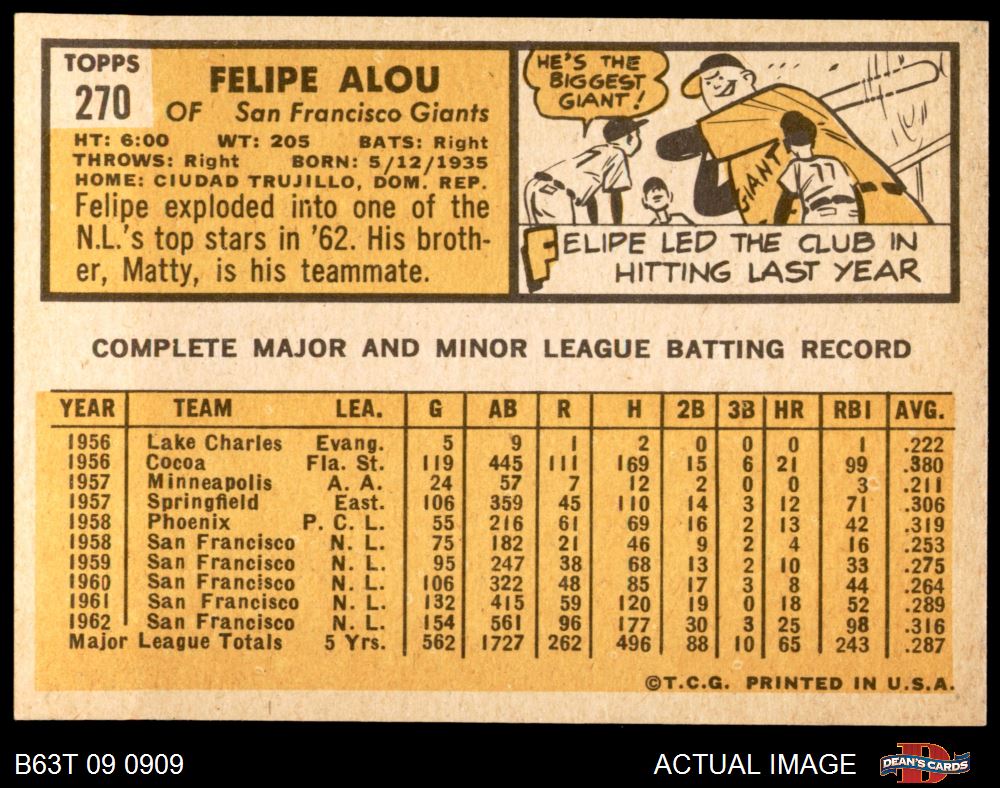 TOPPS
270
FELIPE ALOU
OF San Francisco Giants
HT: 6:00 WT: 205 BATS: Right
THROWS: Right BORN: 5/12/1935
HOME: CIUDAD TRUJILLO, DOM. REP.
Felipe exploded into one of the
N.L.'s top stars in '62. His broth-
er, Matty, is his teammate.
HE'S THE
BIGGEST
GIANT!
GIANT
77
FELIPE LED THE CLUB IN
HITTING LAST YEAR
COMPLETE MAJOR AND MINOR LEAGUE BATTING RECORD
YEAR TEAM LEA. G AB R H 2B 3B HR RBI AVG.
1956 Lake Charles Evang. 5 9 1 2 0 0 0 1 .222
1956 Cocoa Fla. St. 119 445 111 169 15 6 21 99 .380
1957 Minneapolis A. A. 24 57 7 12 2 0 0 3 .211
1957 Springfield East. 106 359 45 110 14 3 12 71 .306
1958 Phoenix P. C. L. 55 216 61 69 16 2 13 42 .319
1958 San Francisco N. L. 75 182 21 46 9 2 4 16 .253
1959 San Francisco N. L. 95 247 38 68 13 2 10 33 .275
1960 San Francisco N. L. 106 322 48 85 17 3 8 44 .264
1961 San Francisco N. L. 132 415 59 120 19 0 18 52 .289
1962 San Francisco N. L. 154 561 96 177 30 3 25 98 .316
Major League Totals 5 Yrs. 562 1727 262 496 88 10 65 243 .287
©T.C.G. PRINTED IN U.S.A.
B63T 09 0909
ACTUAL IMAGE
DEAN'S CARDS